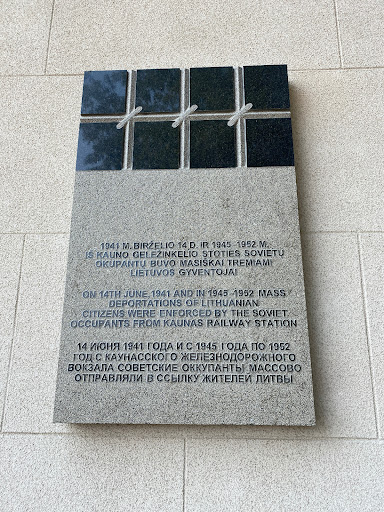 1941 M. BIRŽELIO 14 D. IR 1945 -1952 M.
IŠ KAUNO GELEŽINKELIO STOTIES SOVIETŲ
OKUPANTŲ BUVO MASIŠKAI TREMIAMI
LIETUVOS GYVENTOJAI
ON 14TH JUNE, 1941 AND IN 1945 -1952 MASS
DEPORTATIONS OF LITHUANIAN
CITIZENS WERE ENFORCED BY THE SOVIET
OCCUPANTS FROM KAUNAS RAILWAY STATION
14 ИЮНЯ 1941 ГОДА И С 1945 ГОДА ПО 1952
ГОД С КАУНАССКОГО ЖЕЛЕЗНОДОРОЖНОГО
ВОКЗАЛА СОВЕТСКИЕ ОККУПАНТЫ МАССОВО
ОТПРАВЛЯЛИ В ССЫЛКУ ЖИТЕЛЕЙ ЛИТВЫ